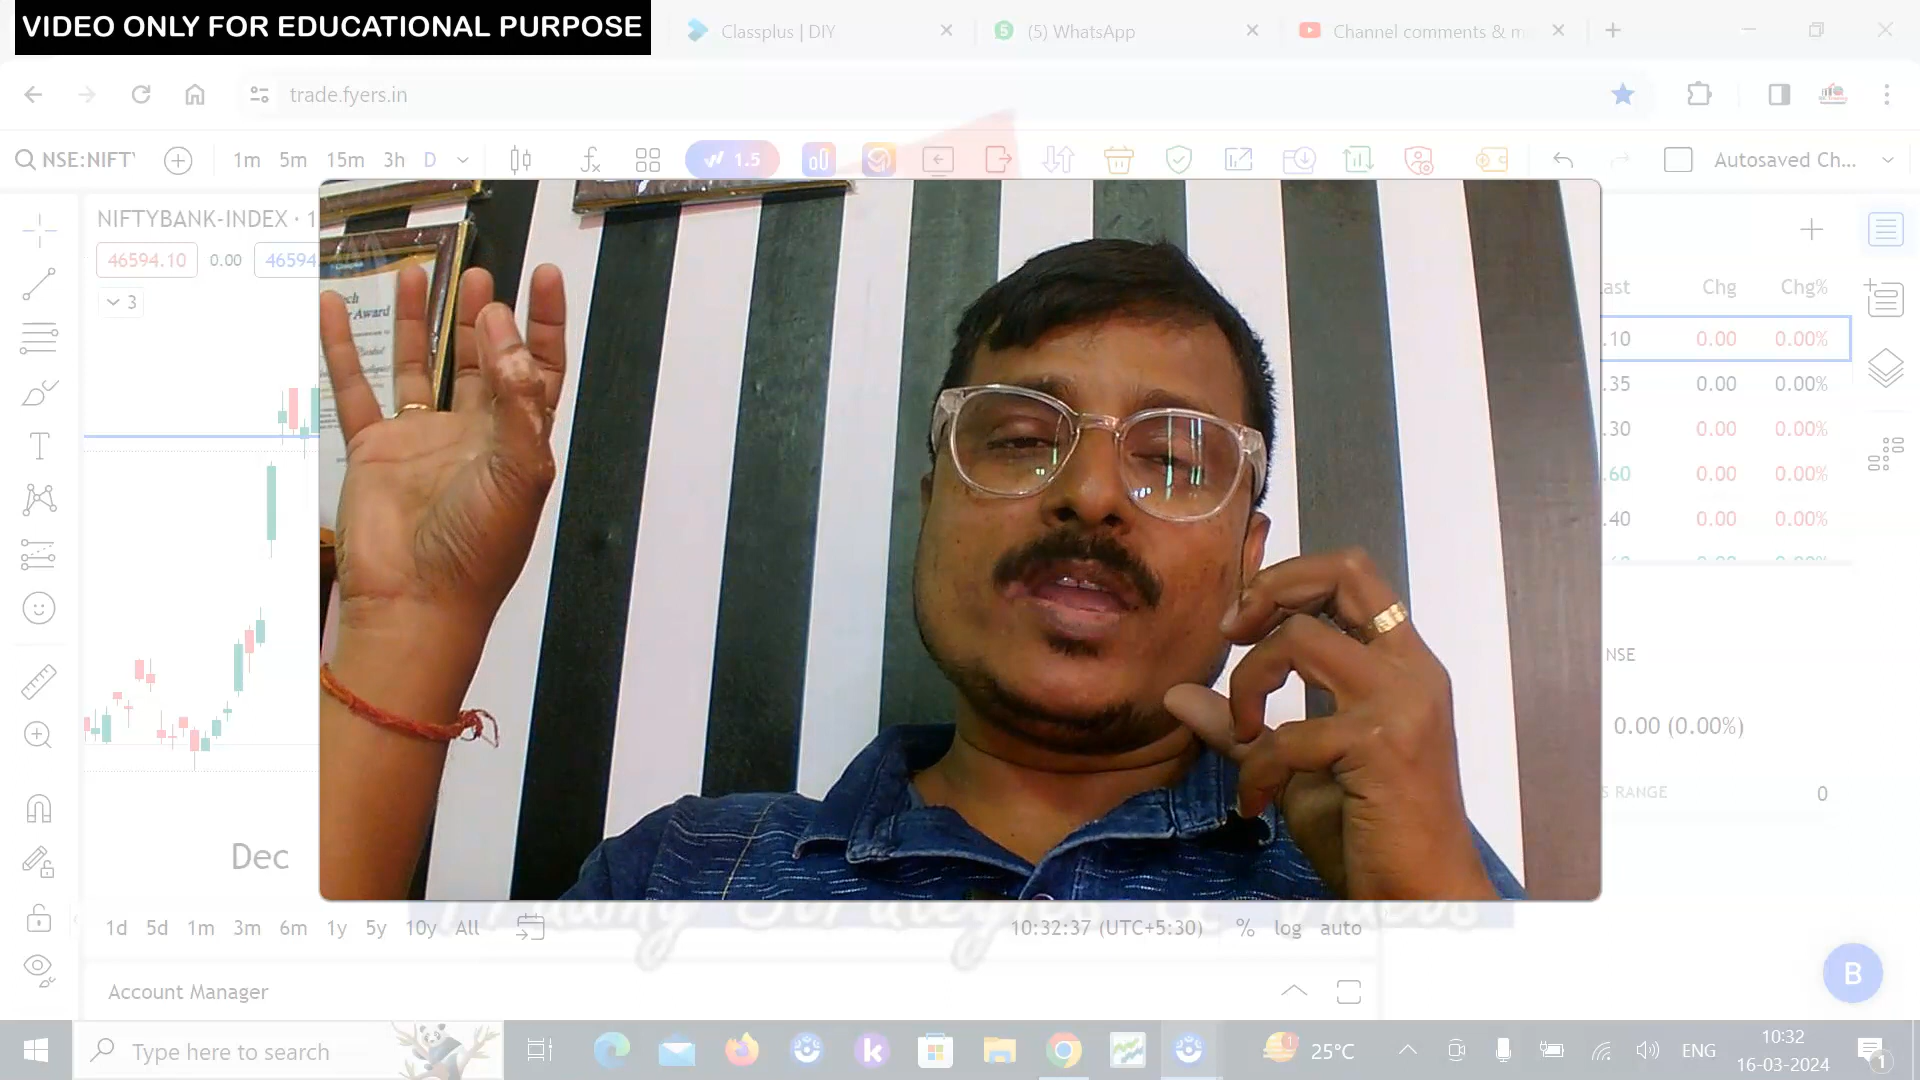 VIDEO ONLY FOR EDUCATIONAL PURPOSE
Classplus | DIY
(5) WhatsApp
Channel comments & m
trade.fyers.in
NSE:NIFTY
1m 5m 15m 3h D
1.5
Autosaved Ch...
NIFTYBANK-INDEX · 1
46594.10 0.00 46594.
3
ast Chg Chg%
.10 0.00 0.00%
.35 0.00 0.00%
.30 0.00 0.00%
.60 0.00 0.00%
.40 0.00 0.00%
Award
NSE
0.00 (0.00%)
S RANGE 0
Dec
1d 5d 1m 3m 6m 1y 5y 10y All
10:32:37 (UTC+5:30) % log auto
Account Manager
B
Type here to search
25°C
ENG
10:32
16-03-2024
1